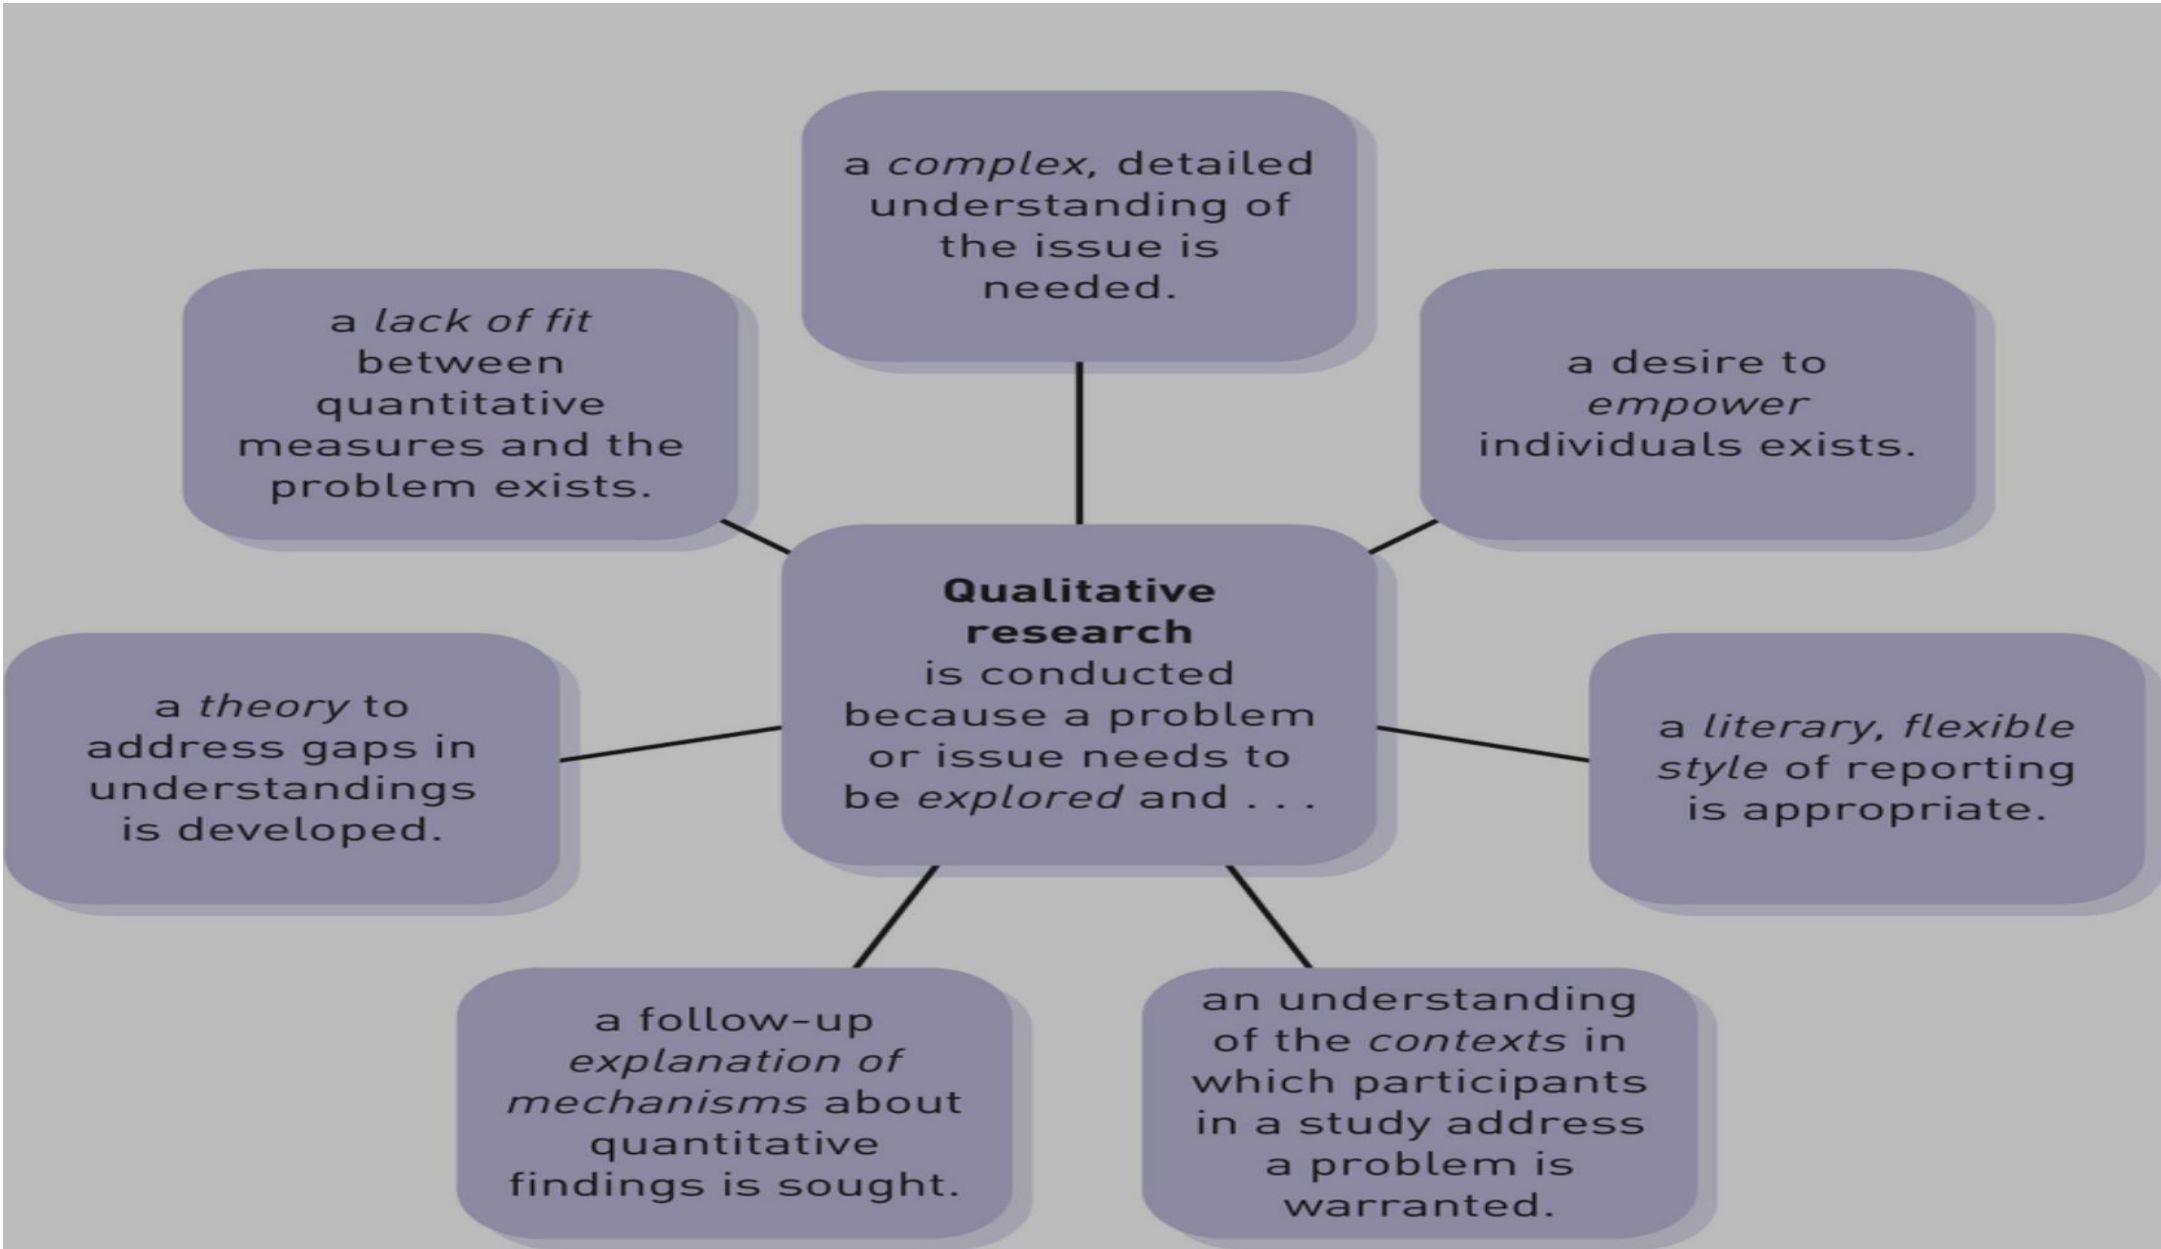 a complex, detailed
understanding of
the issue is
needed.
a lack of fit
between
quantitative
measures and the
problem exists.
a desire to
empower
individuals exists.
Qualitative
research
is conducted
because a problem
or issue needs to
be explored and . . .
a theory to
address gaps in
understandings
is developed.
a literary, flexible
style of reporting
is appropriate.
a follow-up
explanation of
mechanisms about
quantitative
findings is sought.
an understanding
of the contexts in
which participants
in a study address
a problem is
warranted.